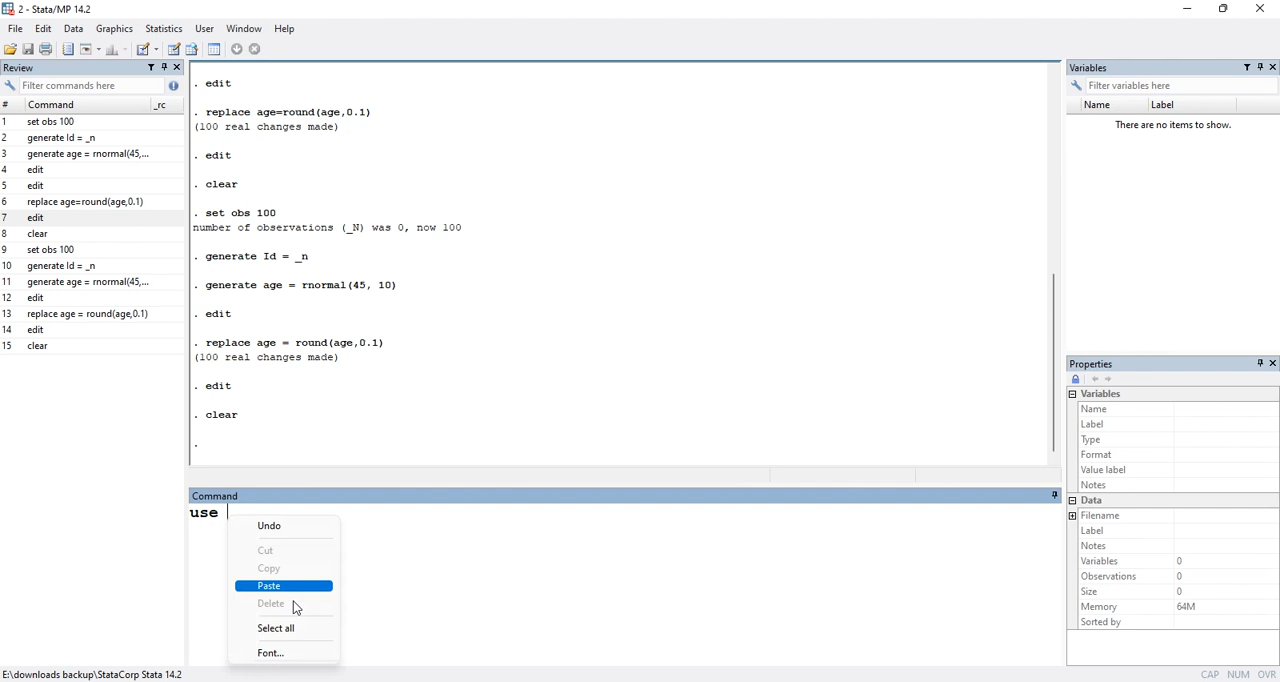 2 - Stata/MP 14.2
File Edit Data Graphics Statistics User Window Help
Review
Filter commands here
# Command _rc
1 set obs 100
2 generate Id = _n
3 generate age = rnormal(45,...
4 edit
5 edit
6 replace age=round(age,0.1)
7 edit
8 clear
9 set obs 100
10 generate Id = _n
11 generate age = rnormal(45,...
12 edit
13 replace age = round(age,0.1)
14 edit
15 clear
. edit
. replace age=round(age,0.1)
(100 real changes made)
. edit
. clear
. set obs 100
number of observations (_N) was 0, now 100
. generate Id = _n
. generate age = rnormal(45, 10)
. edit
. replace age = round(age,0.1)
(100 real changes made)
. edit
. clear
.
Command
use
Undo
Cut
Copy
Paste
Delete
Select all
Font...
Variables
Filter variables here
Name Label
There are no items to show.
Properties
Variables
Name
Label
Type
Format
Value label
Notes
Data
Filename
Label
Notes
Variables 0
Observations 0
Size 0
Memory 64M
Sorted by
E:\downloads backup\StataCorp Stata 14.2
CAP NUM OVR